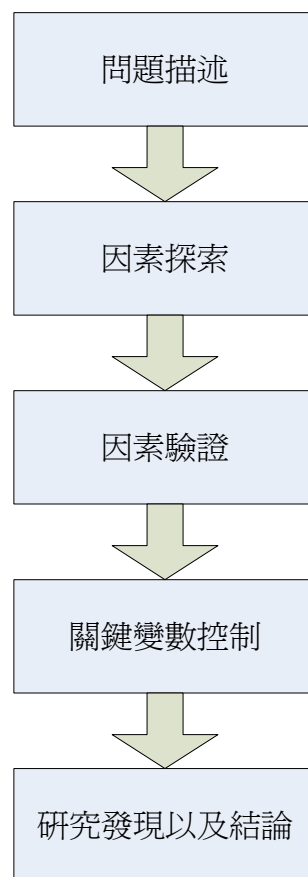 問題描述
因素探索
因素驗證
關鍵變數控制
研究發現以及結論